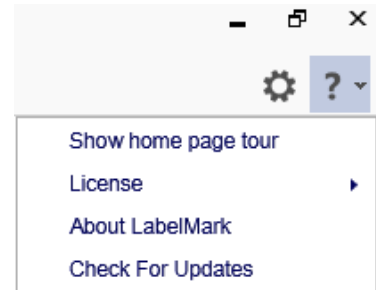 ?
Show home page tour
License
About LabelMark
Check For Updates